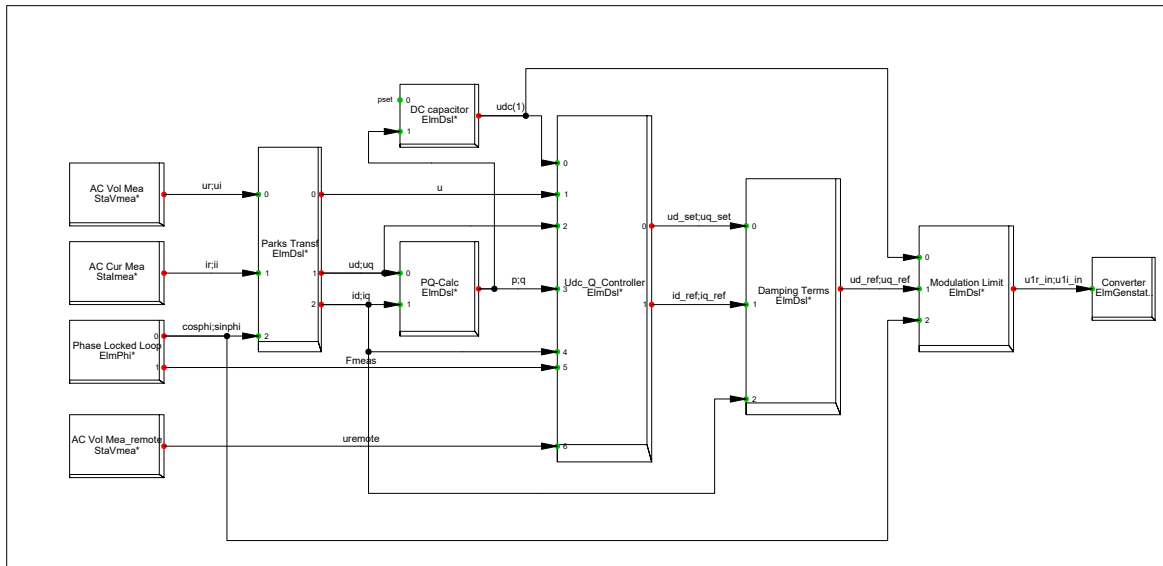 pset
0
1
DC capacitor
ElmDsl*
udc(1)
AC Vol Mea
StaVmea*
ur;ui
AC Cur Mea
StaImea*
ir;ii
Phase Locked Loop
ElmPhi*
0
1
cosphi;sinphi
AC Vol Mea_remote
StaVmea*
0
1
2
Parks Transf
ElmDsl*
0
1
2
u
ud;uq
id;iq
0
1
PQ-Calc
ElmDsl*
p;q
Fmeas
uremote
0
1
2
3
4
5
6
Udc_Q_Controller
ElmDsl*
0
1
ud_set;uq_set
id_ref;iq_ref
0
1
2
Damping Terms
ElmDsl*
ud_ref;uq_ref
0
1
2
Modulation Limit
ElmDsl*
u1r_in;u1i_in
Converter
ElmGenstat..